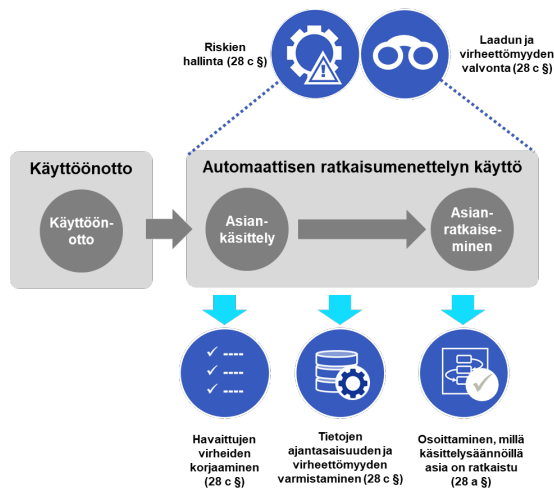 Riskien
hallinta (28 c §)
Laadun ja
virheettömyyden
valvonta (28 c §)
Käyttöönotto
Käyttöön-
otto
Automaattisen ratkaisumenettelyn käyttö
Asian-
käsittely
Asian-
ratkaise-
minen
Havaittujen
virheiden
korjaaminen
(28 c §)
Tietojen
ajantasaisuuden ja
virheettömyyden
varmistaminen (28 c §)
Osoittaminen, millä
käsittelysäännöillä
asia on ratkaistu
(28 a §)